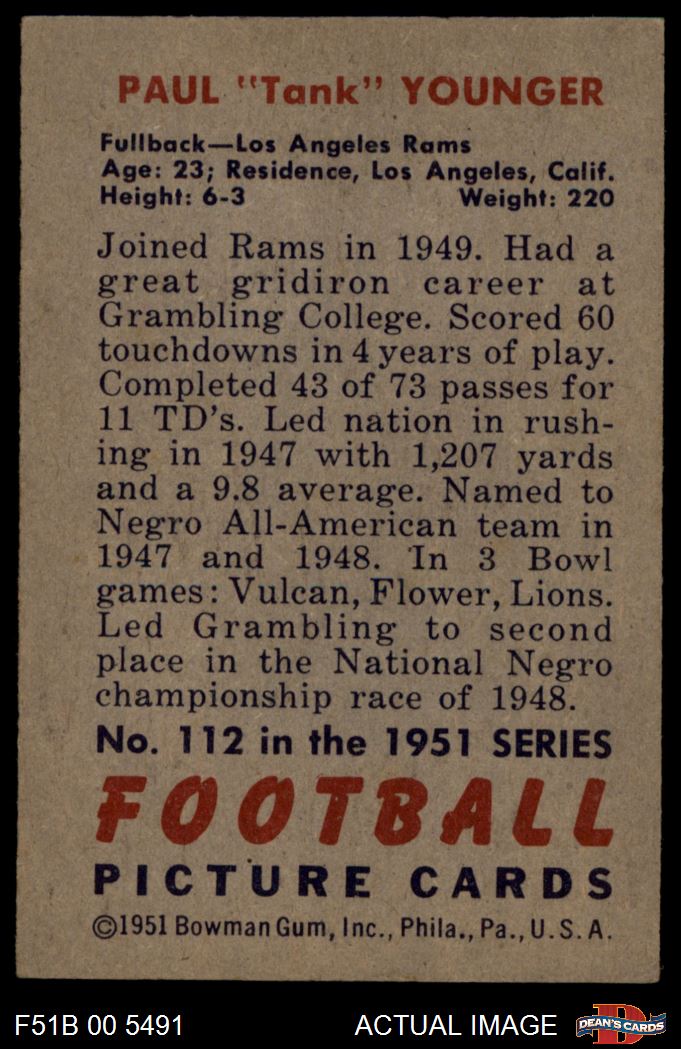 PAUL "Tank" YOUNGER
Fullback—Los Angeles Rams
Age: 23; Residence, Los Angeles, Calif.
Height: 6-3 Weight: 220
Joined Rams in 1949. Had a
great gridiron career at
Grambling College. Scored 60
touchdowns in 4 years of play.
Completed 43 of 73 passes for
11 TD's. Led nation in rush-
ing in 1947 with 1,207 yards
and a 9.8 average. Named to
Negro All-American team in
1947 and 1948. In 3 Bowl
games: Vulcan, Flower, Lions.
Led Grambling to second
place in the National Negro
championship race of 1948.
No. 112 in the 1951 SERIES
FOOTBALL
PICTURE CARDS
©1951 Bowman Gum, Inc., Phila., Pa., U.S.A.
F51B 00 5491 ACTUAL IMAGE DEAN'S CARDS